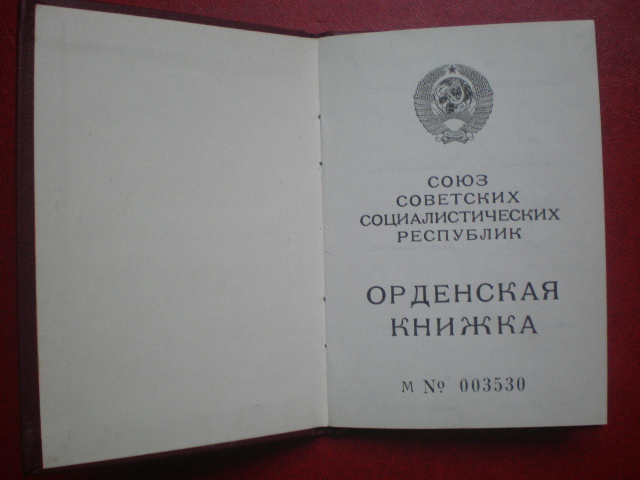 СОЮЗ
СОВЕТСКИХ
СОЦИАЛИСТИЧЕСКИХ
РЕСПУБЛИК
ОРДЕНСКАЯ
КНИЖКА
М № 003530